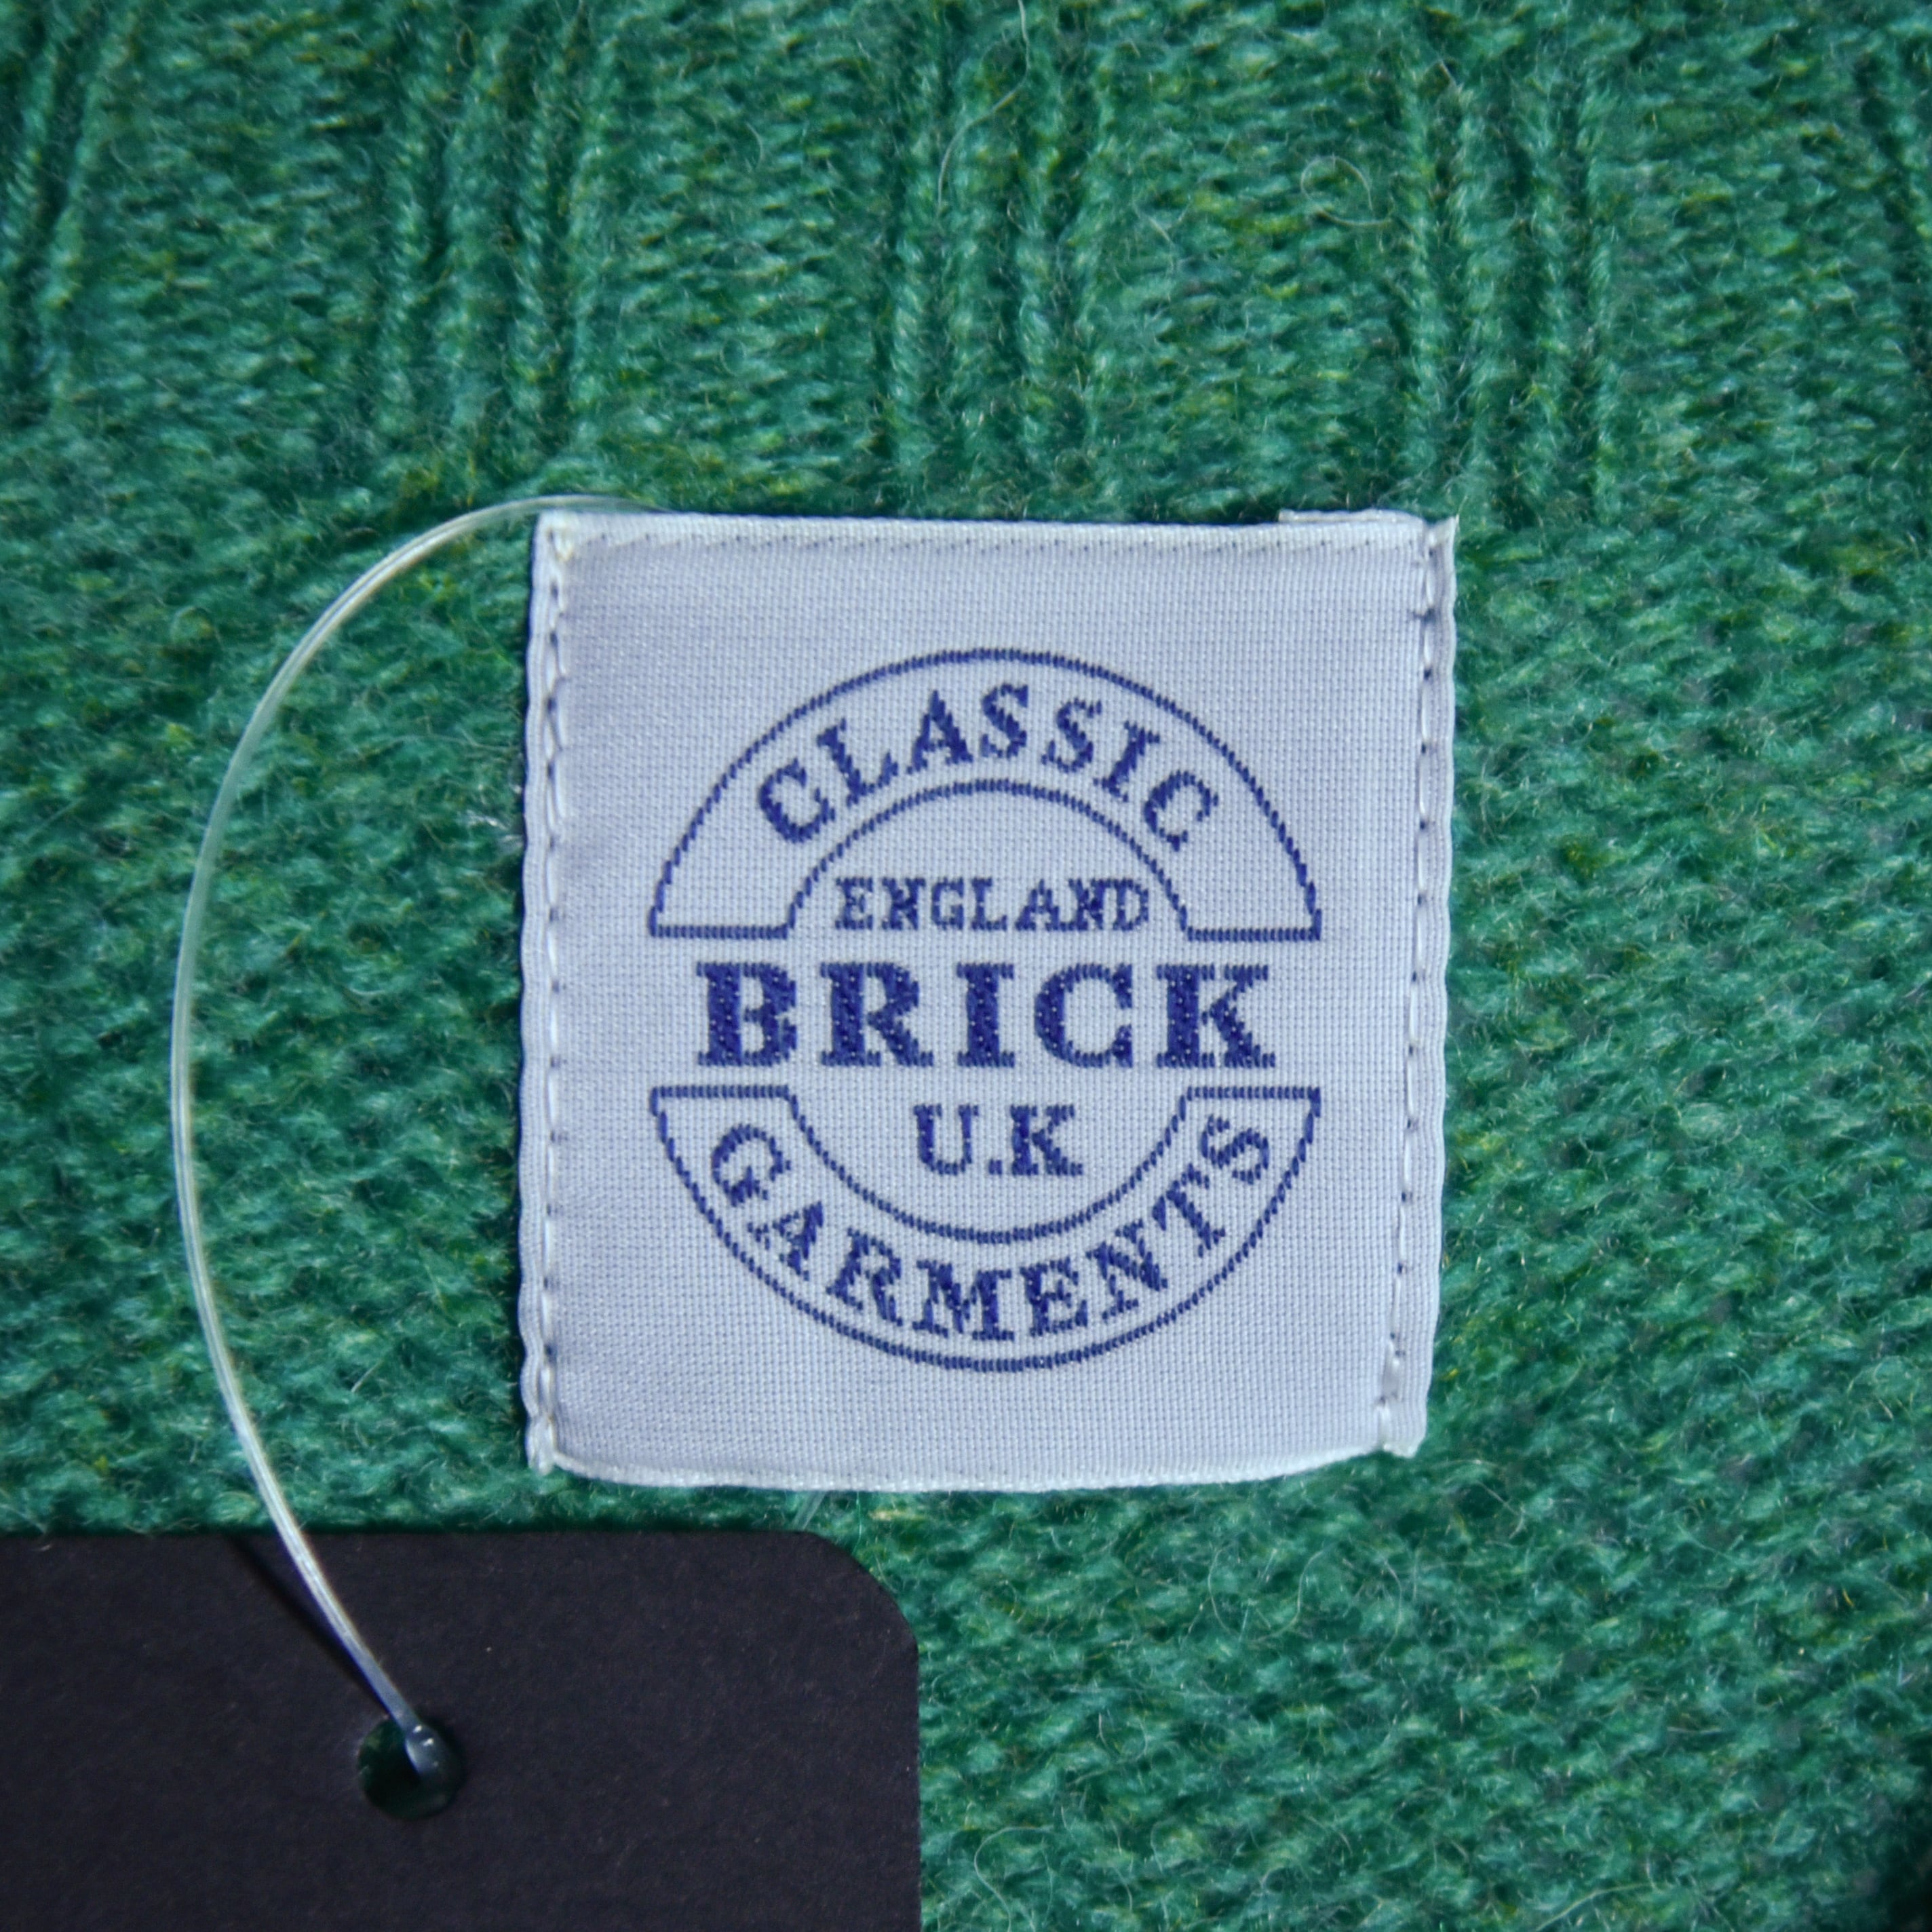 CLASSIC
ENGLAND
BRICK
U.K
GARMENTS